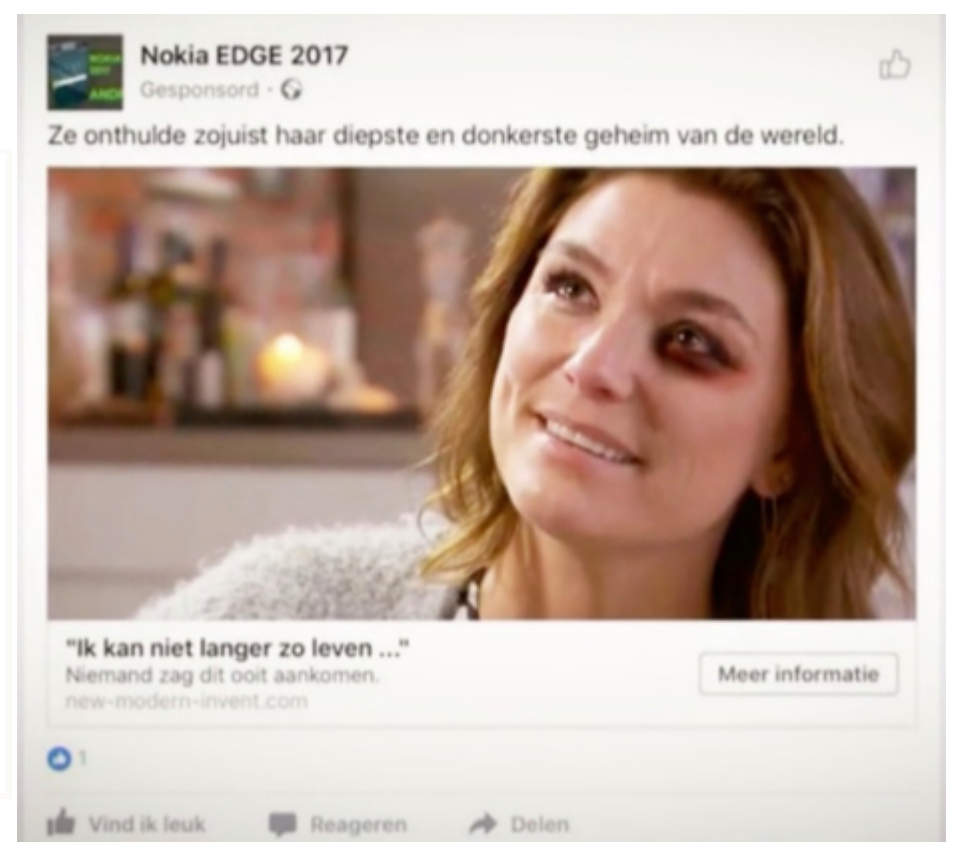 Nokia EDGE 2017
Gesponsord ·
Ze onthulde zojuist haar diepste en donkerste geheim van de wereld.
"Ik kan niet langer zo leven ..."
Niemand zag dit ooit aankomen.
new-modern-invent.com
Meer informatie
1
Vind ik leuk
Reageren
Delen